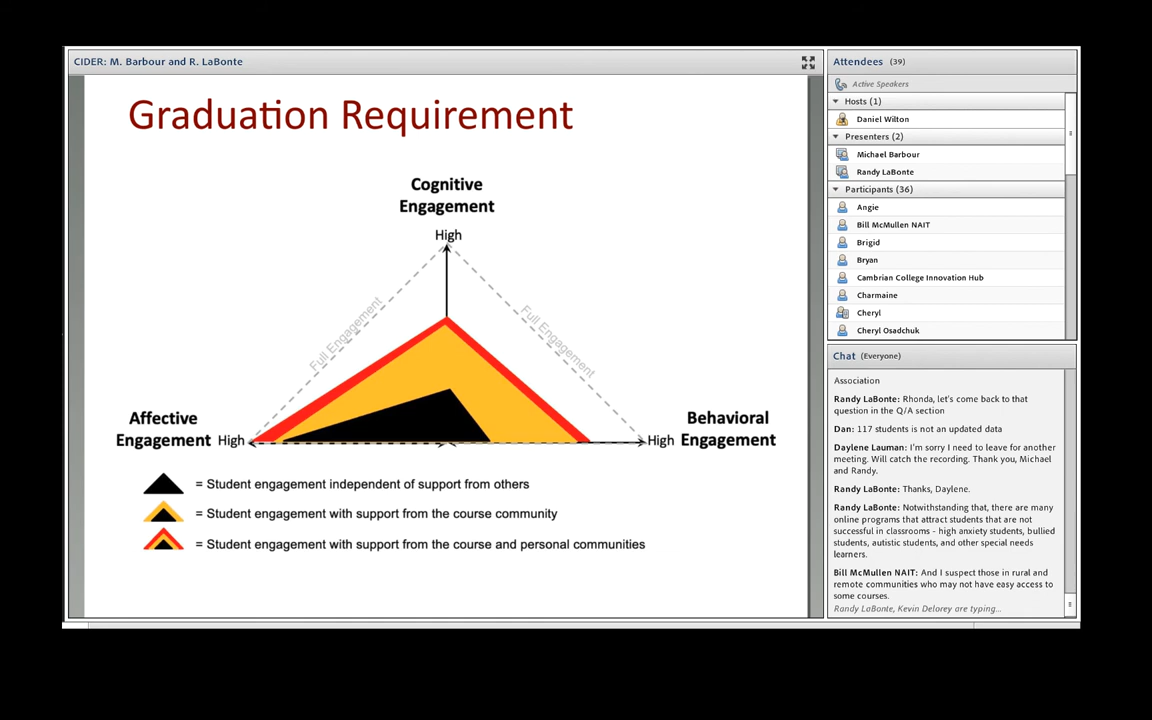 CIDER: M. Barbour and R. LaBonte
Graduation Requirement
Cognitive
Engagement
High
Full Engagement
Full Engagement
Affective
Engagement
High
High
Behavioral
Engagement
= Student engagement independent of support from others
= Student engagement with support from the course community
= Student engagement with support from the course and personal communities
Attendees (39)
Active Speakers
Hosts (1)
Daniel Wilton
Presenters (2)
Michael Barbour
Randy LaBonte
Participants (36)
Angie
Bill McMullen NAIT
Brigid
Bryan
Cambrian College Innovation Hub
Charmaine
Cheryl
Cheryl Osadchuk
Chat (Everyone)
Association
Randy LaBonte: Rhonda, let's come back to that
question in the Q/A section
Dan: 117 students is not an updated data
Daylene Lauman: I'm sorry I need to leave for another
meeting. Will catch the recording. Thank you, Michael
and Randy.
Randy LaBonte: Thanks, Daylene.
Randy LaBonte: Notwithstanding that, there are many
online programs that attract students that are not
successful in classrooms - high anxiety students, bullied
students, autistic students, and other special needs
learners.
Bill McMullen NAIT: And I suspect those in rural and
remote communities who may not have easy access to
some courses.
Randy LaBonte, Kevin Delorey are typing...